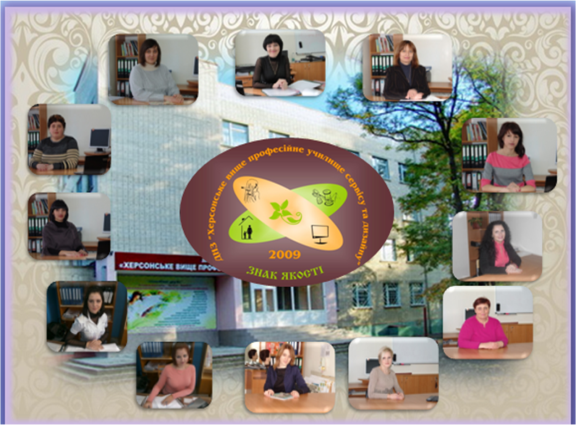 ДНЗ "Херсонське вище професійне училище сервісу та дизайну"
2009
ЗНАК ЯКОСТІ
«ХЕРСОНСЬКЕ ВИЩЕ ПРОФ